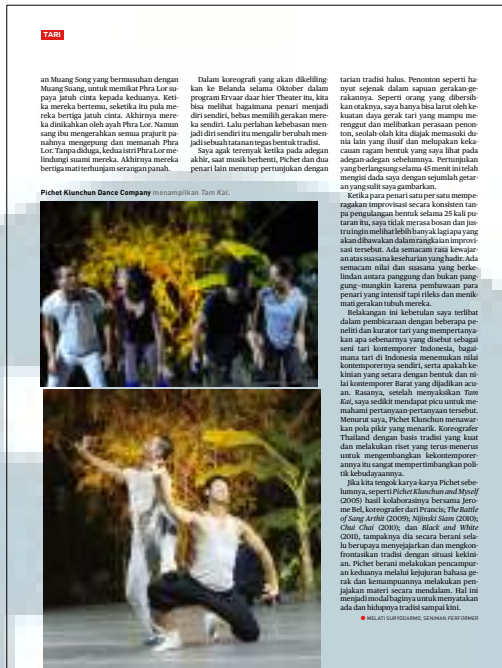 TARI
an Muang Song yang bermusuhan dengan
Muang Suang, untuk memikat Phra Lor su-
paya jatuh cinta kepada keduanya. Keti-
ka mereka bertemu, seketika itu pula me-
reka bertiga jatuh cinta. Akhirnya mere-
ka dinikahkan oleh ayah Phra Lor. Namun
sang ibu mengerahkan semua prajurit pa-
nahnya mengepung dan memanah Phra
Lor. Tanpa diduga, kedua istri Phra Lor me-
lindungi suami mereka. Akhirnya mereka
bertiga mati terhunjam serangan panah.
Dalam koreografi yang akan dikeliling-
kan ke Belanda selama Oktober dalam
program Ervaar daar hier Theater itu, kita
bisa melihat bagaimana penari menjadi
diri sendiri, bebas memilih gerakan mere-
ka sendiri. Lalu perlahan kebebasan men-
jadi diri sendiri itu mengalir berubah men-
jadi sebuah tatanan tegas bentuk tradisi.
Saya agak terenyak ketika pada adegan
akhir, saat musik berhenti, Pichet dan dua
penari lain menutup pertunjukan dengan
Pichet Klunchun Dance Company menampilkan Tam Kai.
tarian tradisi halus. Penonton seperti ha-
nyut sejenak dalam sapuan gerakan-ge-
rakannya. Seperti orang yang dibersih-
kan otaknya, saya hanya bisa larut oleh ke-
kuatan daya gerak tari yang mampu me-
renggut dan melibatkan perasaan penon-
ton, seolah-olah kita diajak memasuki du-
nia lain yang ilusif dan melupakan keka-
cauan ragam bentuk yang saya lihat pada
adegan-adegan sebelumnya. Pertunjukan
yang berlangsung selama 45 menit ini telah
mengisi dada saya dengan sejumlah getar-
an yang sulit saya gambarkan.
Ketika para penari satu per satu mempe-
ragakan improvisasi secara konsisten tan-
pa pengulangan bentuk selama 25 kali pu-
taran itu, saya tidak merasa bosan dan jus-
tru ingin melihat lebih banyak lagi apa yang
akan dibawakan dalam rangkaian improvi-
sasi tersebut. Ada semacam rasa kewajar-
an atas suasana keseharian yang hadir. Ada
semacam nilai dan suasana yang berke-
lindan antara panggung dan bukan pang-
gung—mungkin karena pembawaan para
penari yang intensif tapi rileks dan menik-
mati gerakan tubuh mereka.
Belakangan ini kebetulan saya terlibat
dalam pembicaraan dengan beberapa pe-
neliti dan kurator tari yang mempertanya-
kan apa sebenarnya yang disebut sebagai
seni tari kontemporer Indonesia, bagai-
mana tari di Indonesia menemukan nilai
kontemporernya sendiri, serta apakah ke-
kinian yang setara dengan bentuk dan ni-
lai kontemporer Barat yang dijadikan acu-
an. Rasanya, setelah menyaksikan Tam
Kai, saya sedikit mendapat picu untuk me-
mahami pertanyaan-pertanyaan tersebut.
Menurut saya, Pichet Klunchun menawar-
kan pola pikir yang menarik. Koreografer
Thailand dengan basis tradisi yang kuat
dan melakukan riset yang terus-menerus
untuk mengembangkan kekontemporer-
annya itu sangat mempertimbangkan poli-
tik kebudayaannya.
Jika kita tengok karya-karya Pichet sebe-
lumnya, seperti Pichet Klunchun and Myself
(2005) hasil kolaborasinya bersama Jero-
me Bel, koreografer dari Prancis; The Battle
of Sang Arthit (2009); Nijinski Siam (2010);
Chui Chai (2010); dan Black and White
(2011), tampaknya dia secara berani sela-
lu berupaya menyejajarkan dan mengkon-
frontasikan tradisi dengan situasi kekini-
an. Pichet berani melakukan pencampur-
an keduanya melalui kejujuran bahasa ge-
rak dan kemampuannya melakukan pen-
jajakan materi secara mendalam. Hal ini
menjadi modal baginya untuk menyatakan
ada dan hidupnya tradisi sampai kini.
MELATI SURYODARMO, SENIMAN PERFORMER